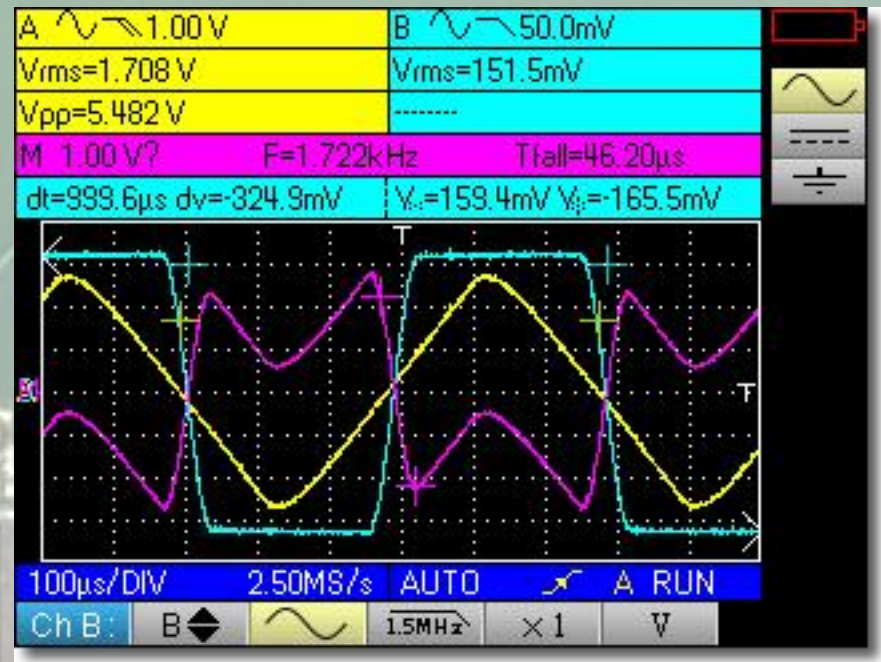 A 1.00 V B 50.0mV
Vrms=1.708 V Vrms=151.5mV
Vpp=5.482 V --------
M 1.00 V? F=1.722kHz Tfall=46.20µs
dt=999.6µs dv=-324.9mV =159.4mV =-165.5mV
T
T
100µs/DIV 2.50MS/s AUTO A RUN
Ch B: B 1.5MHz ×1 V